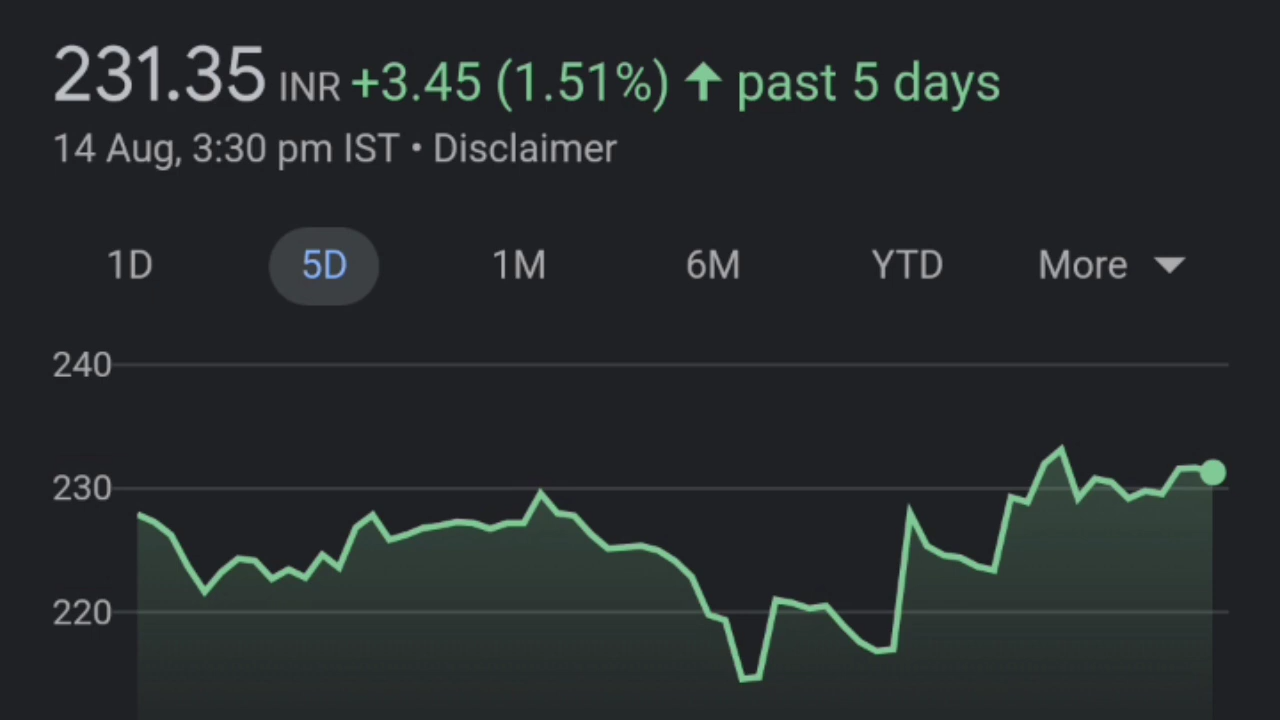 231.35 INR +3.45 (1.51%) ↑ past 5 days
14 Aug, 3:30 pm IST • Disclaimer
1D 5D 1M 6M YTD More
240
230
220